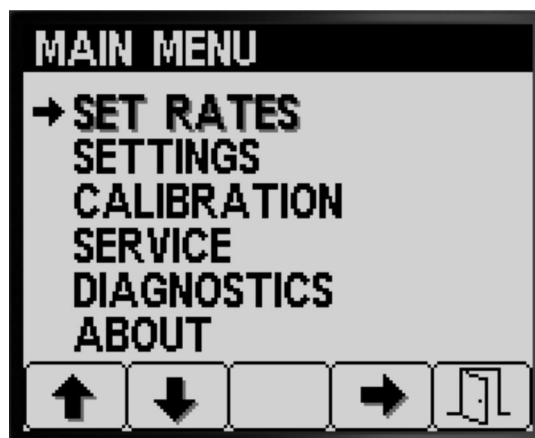 MAIN MENU
SET RATES
SETTINGS
CALIBRATION
SERVICE
DIAGNOSTICS
ABOUT